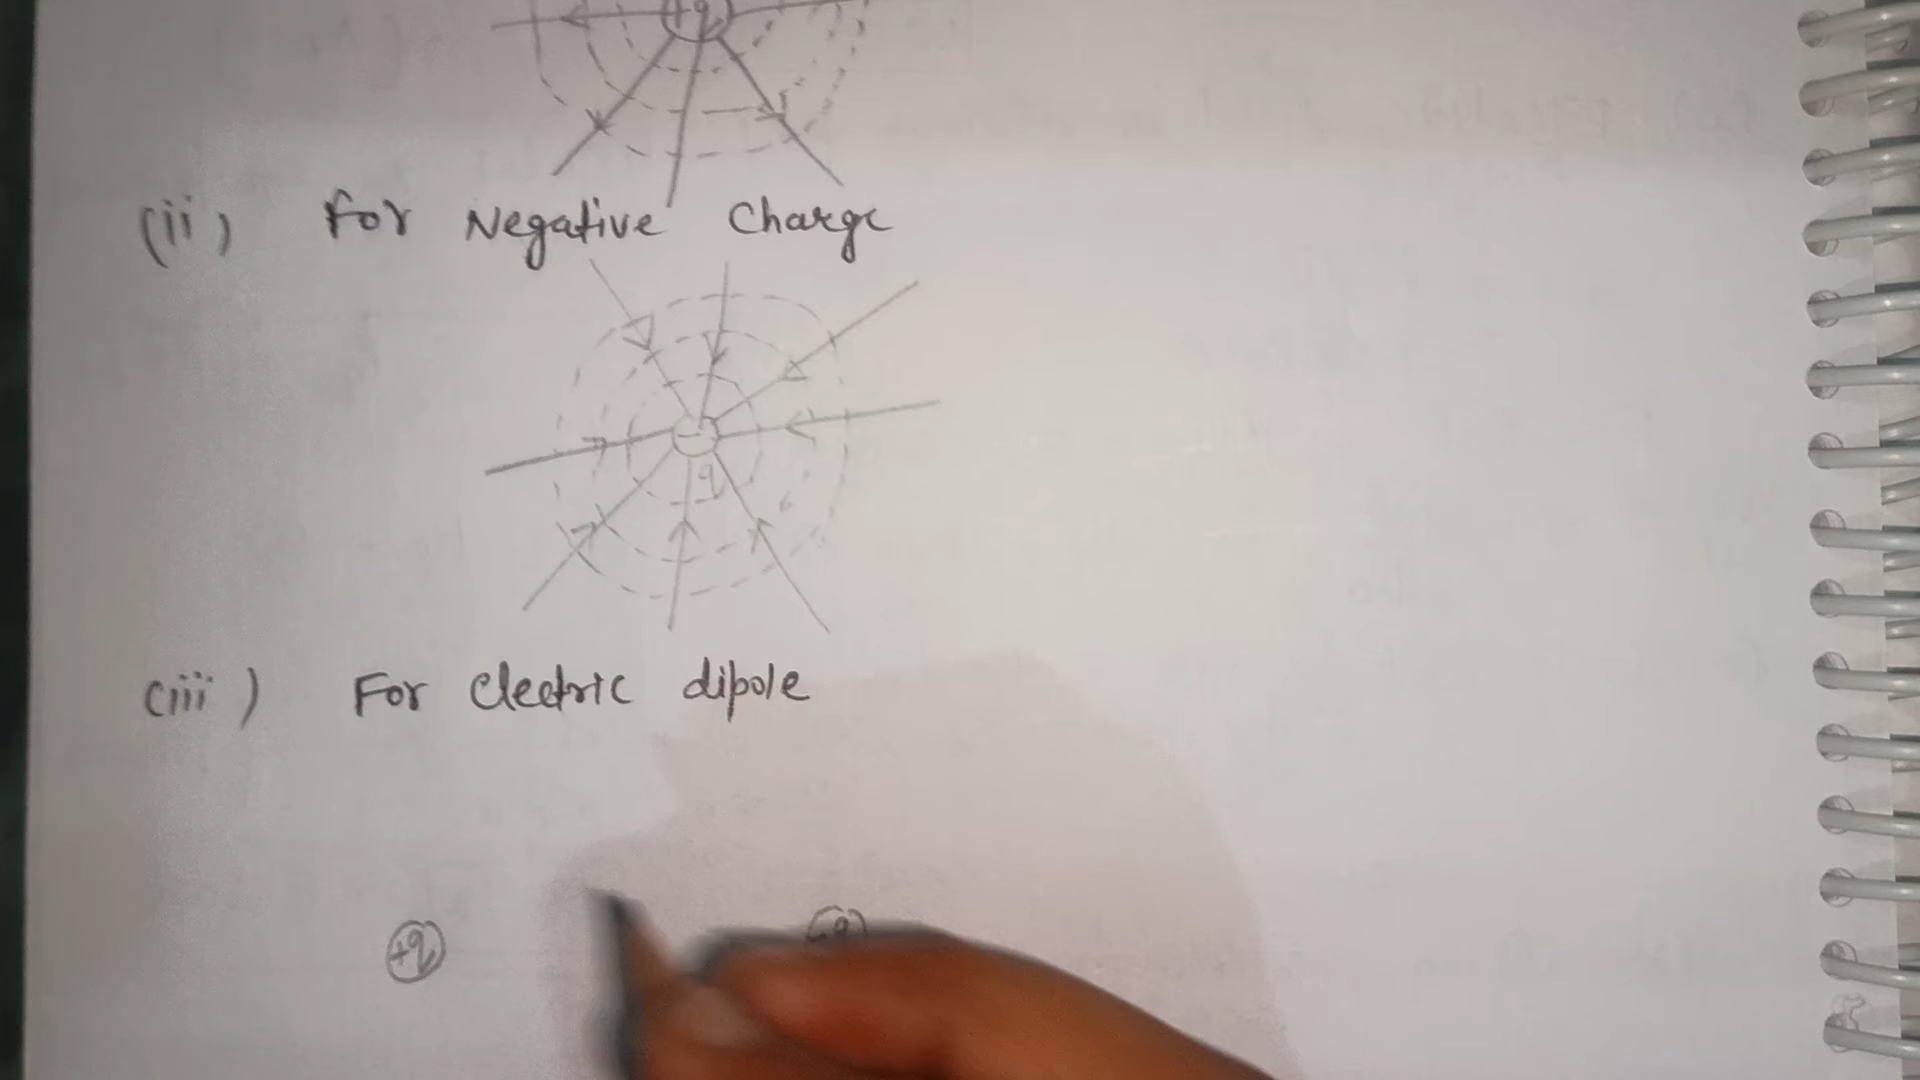 +q
(ii) For Negative Charge
-
q
(iii) For electric dipole
+q -q